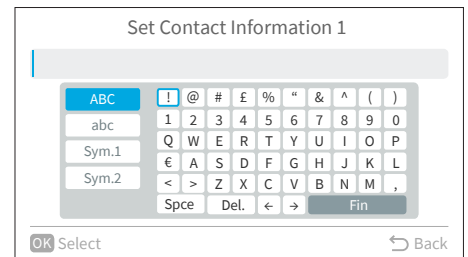 Set Contact Information 1
ABC
abc
Sym.1
Sym.2
! @ # £ % “ & ^ ( )
1 2 3 4 5 6 7 8 9 0
Q W E R T Y U I O P
€ A S D F G H J K L
< > Z X C V B N M ,
Spce Del. ← → Fin
OK Select
Back